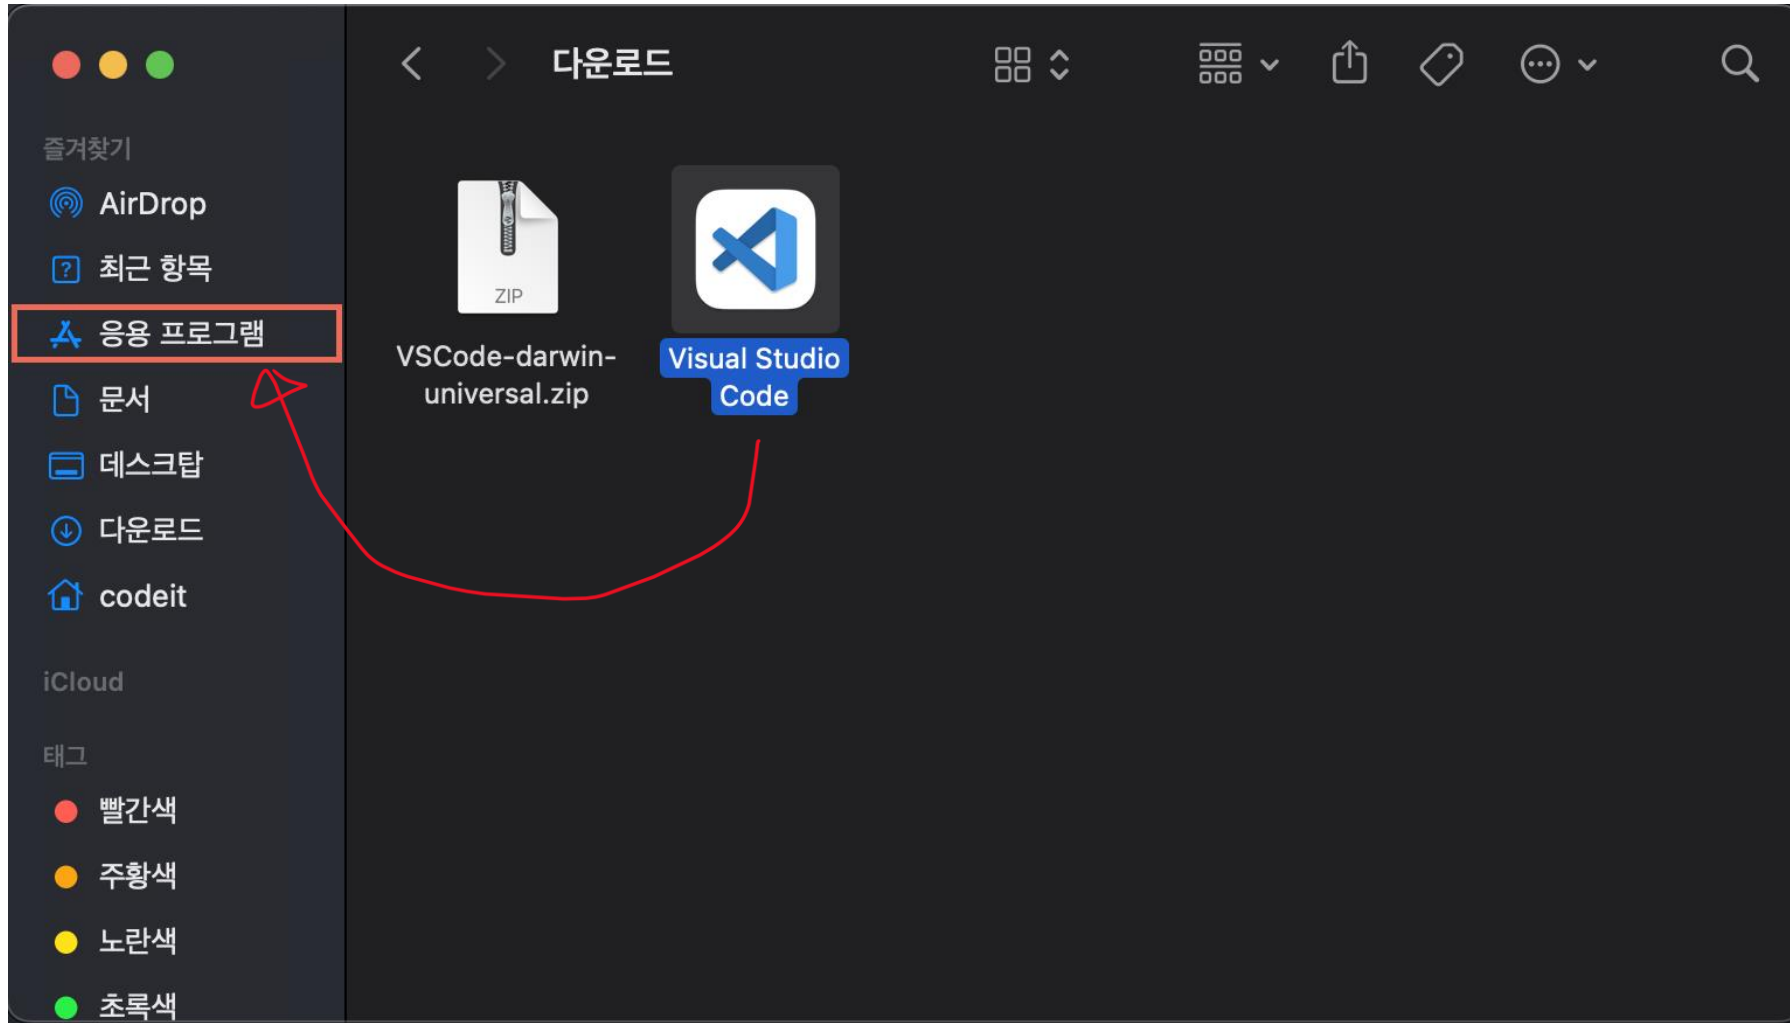 다운로드
즐겨찾기
AirDrop
최근 항목
응용 프로그램
문서
데스크탑
다운로드
codeit
iCloud
태그
빨간색
주황색
노란색
초록색
ZIP
VSCode-darwin-
universal.zip
Visual Studio
Code